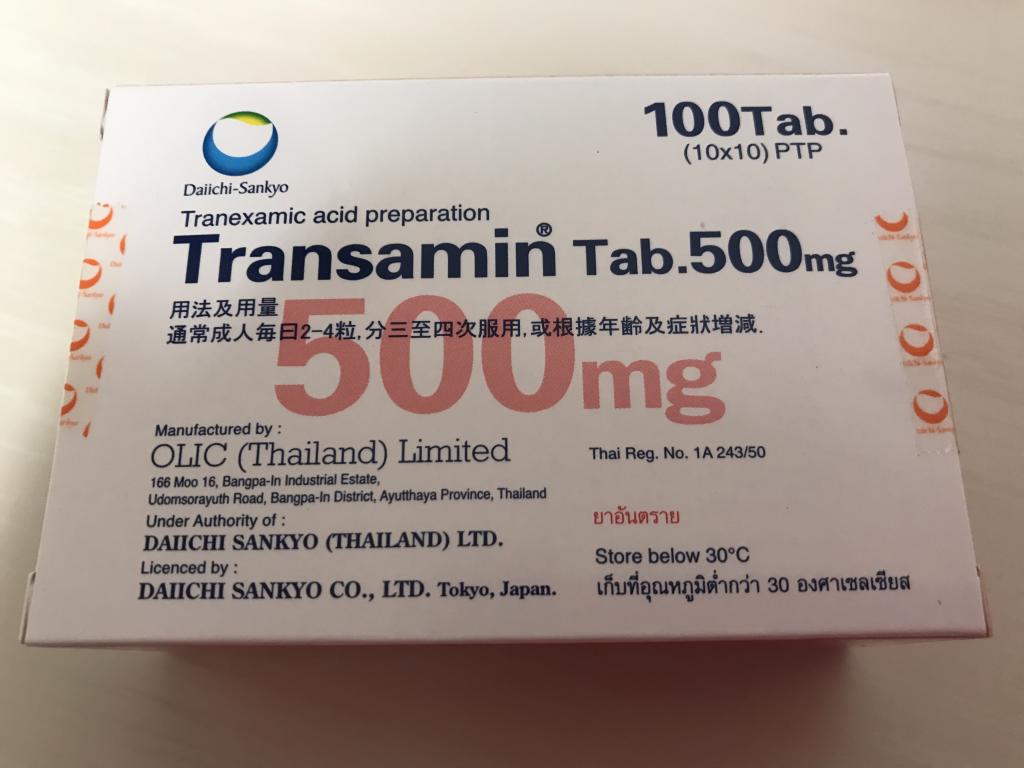 100Tab.
(10x10) PTP
Daiichi-Sankyo
Tranexamic acid preparation
Transamin® Tab.500mg
用法及用量
通常成人每日2-4粒,分三至四次服用,或根據年齡及症狀增減.
500mg
Manufactured by :
OLIC (Thailand) Limited
166 Moo 16, Bangpa-In Industrial Estate,
Udomsorayuth Road, Bangpa-In District, Ayutthaya Province, Thailand
Thai Reg. No. 1A 243/50
Under Authority of :
DAIICHI SANKYO (THAILAND) LTD.
Licenced by :
DAIICHI SANKYO CO., LTD. Tokyo, Japan.
ยาอันตราย
Store below 30°C
เก็บที่อุณหภูมิต่ำกว่า 30 องศาเซลเซียส